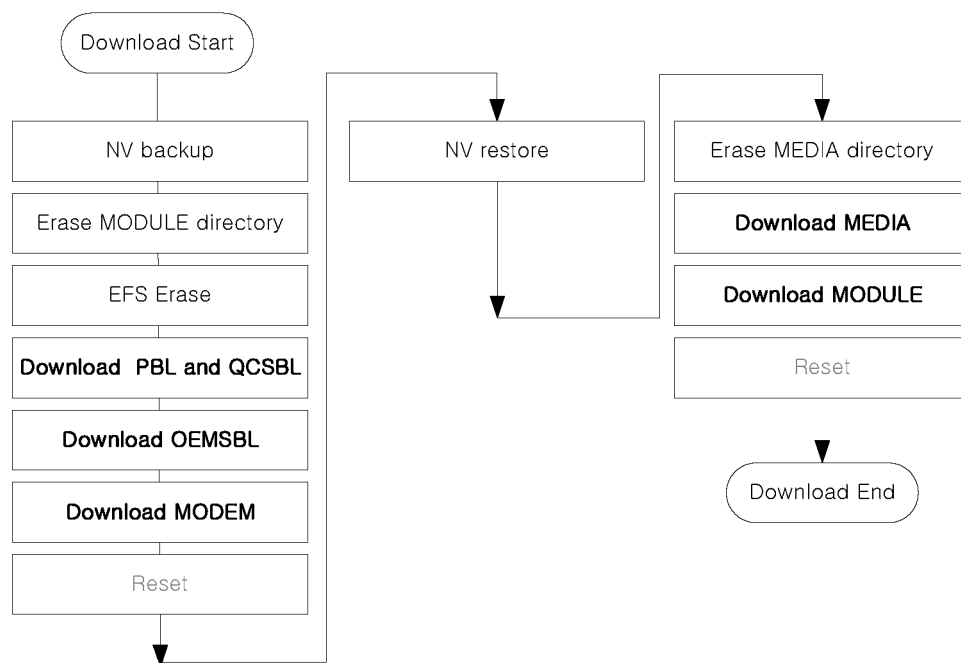 Download Start
NV backup
Erase MODULE directory
EFS Erase
Download PBL and QCSBL
Download OEMSBL
Download MODEM
Reset
NV restore
Erase MEDIA directory
Download MEDIA
Download MODULE
Reset
Download End